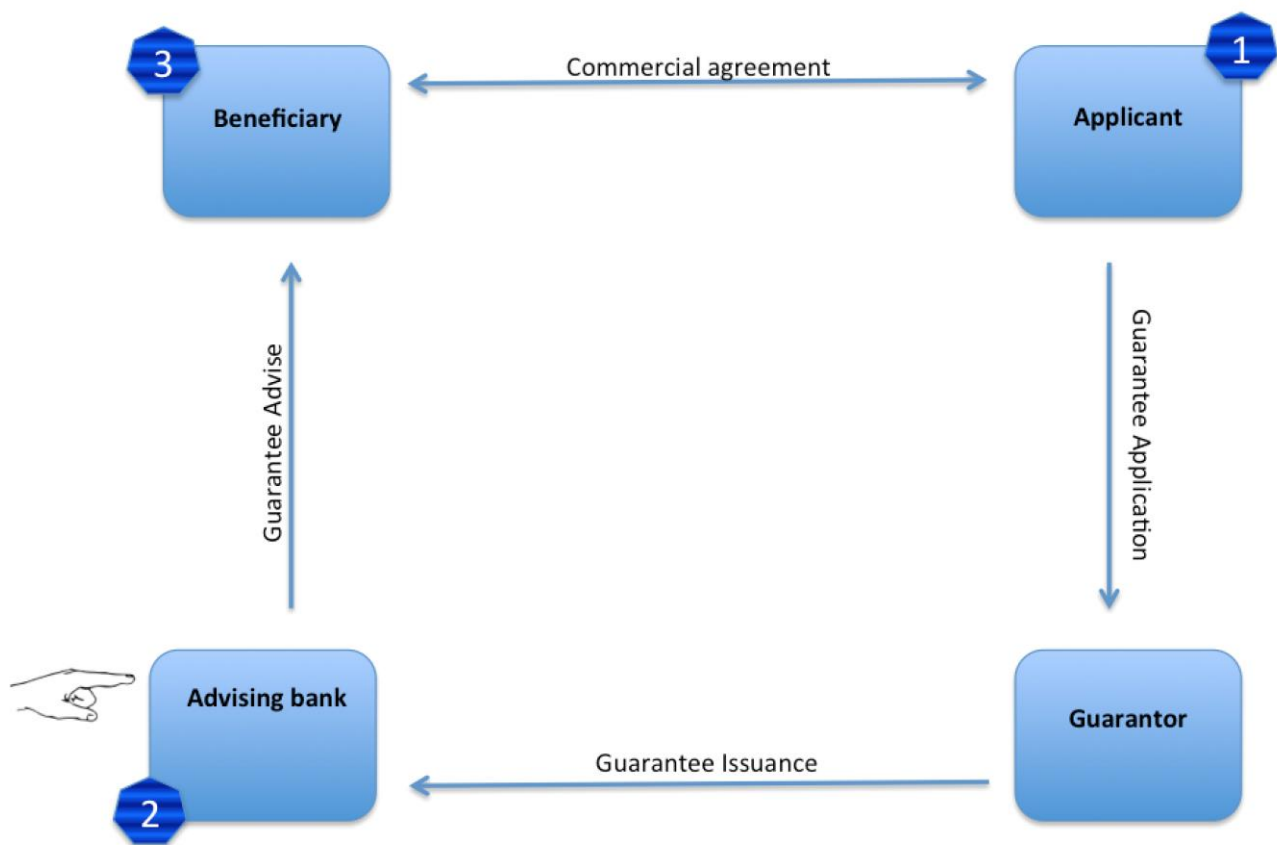 3
1
Commercial agreement
Beneficiary
Applicant
Guarantee Advise
Guarantee Application
Advising bank
Guarantor
Guarantee Issuance
2